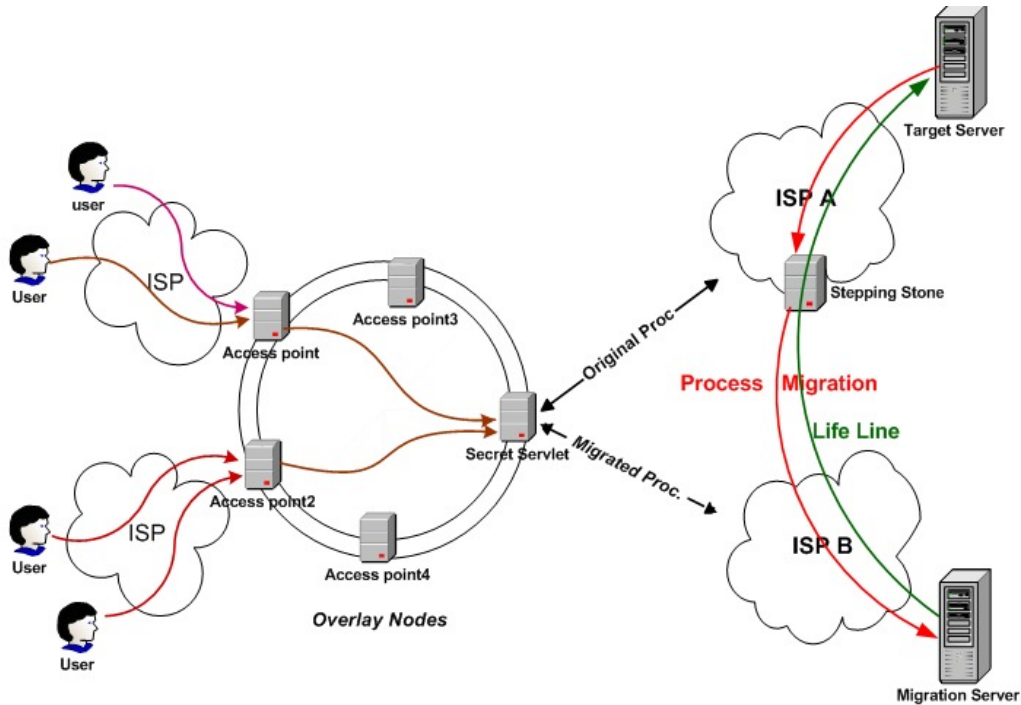 Target Server
user
ISP A
ISP
User
Stepping Stone
Access point3
Access point
Original Proc
Process Migration
Life Line
Secret Servlet
Migrated Proc.
Access point2
ISP
User
ISP B
Access point4
Overlay Nodes
User
Migration Server